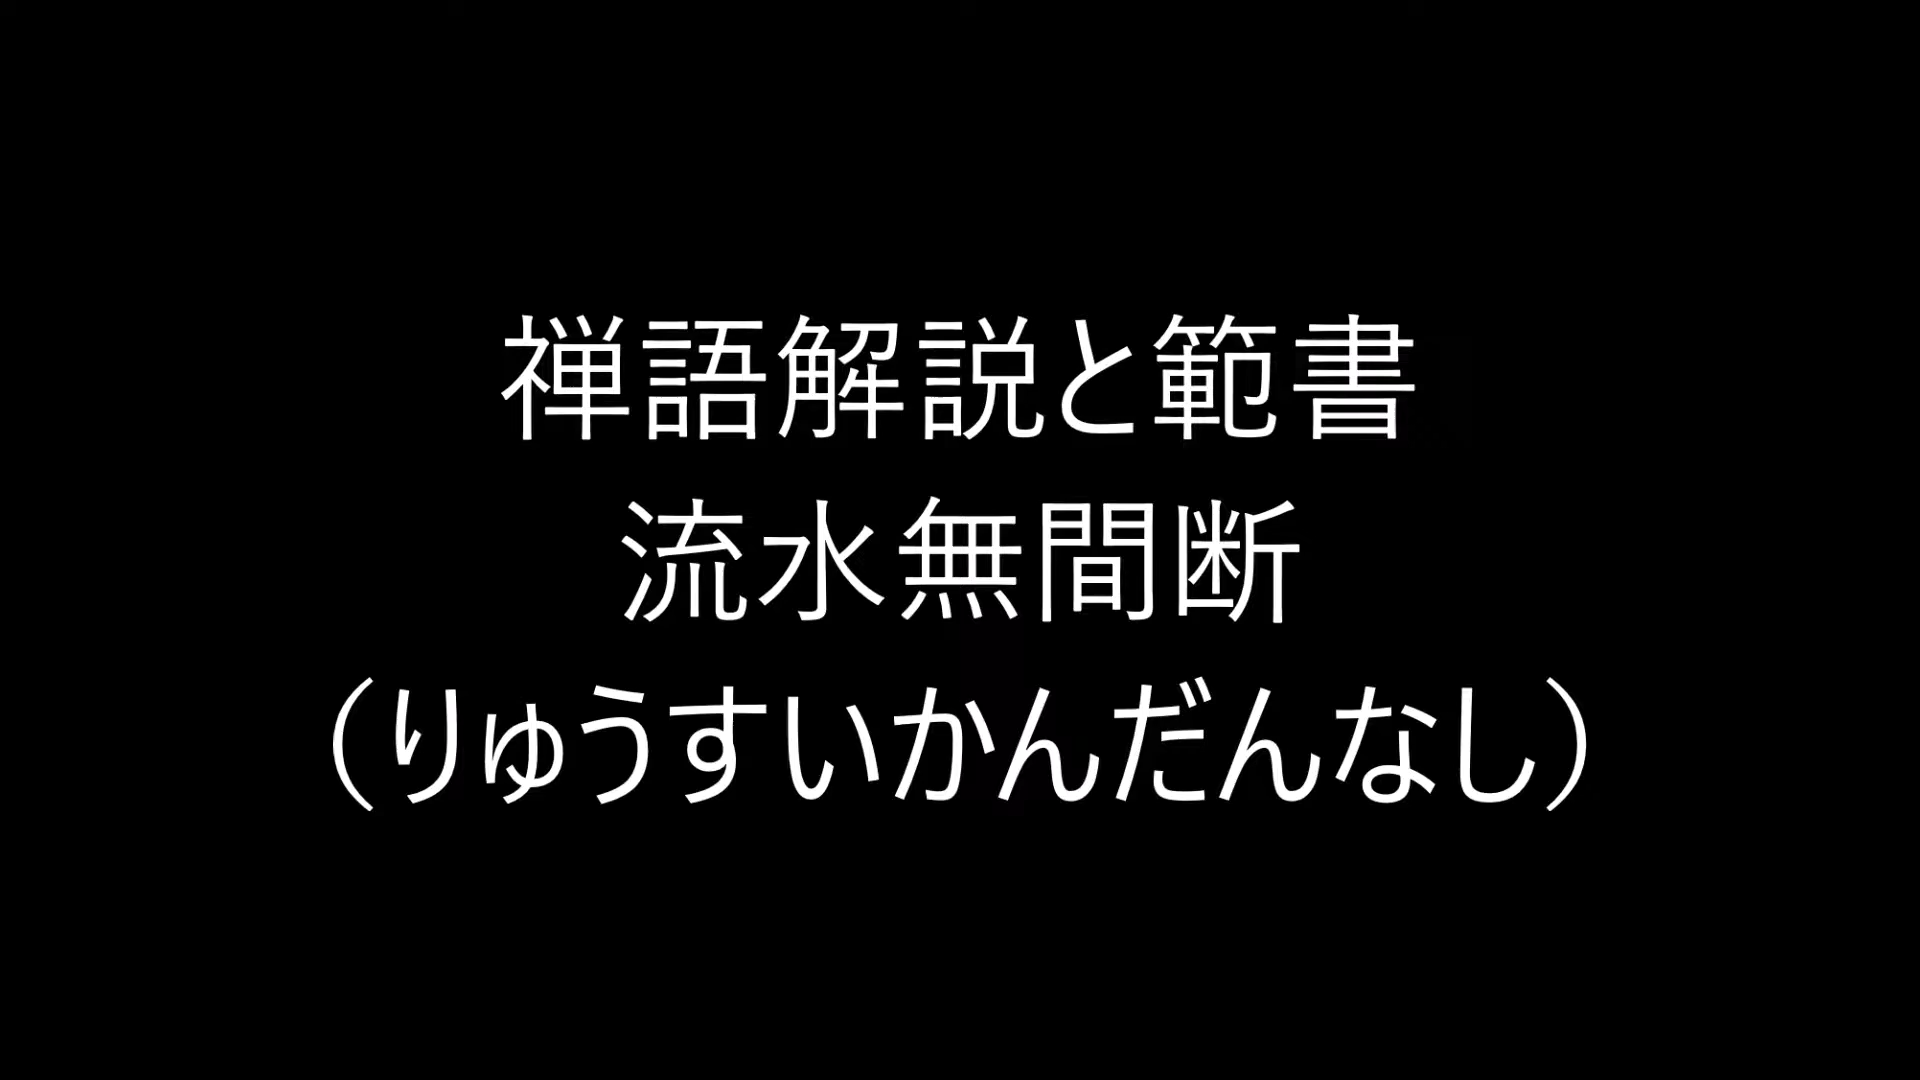 禅語解説と範書
流水無間断
（りゅうすいかんだんなし）